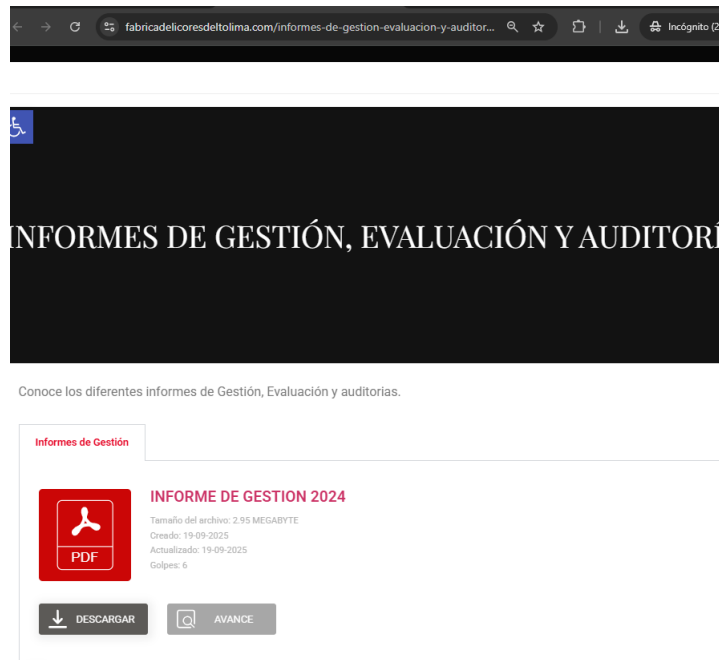 fabricadelicoresdeltolima.com/informes-de-gestion-evaluacion-y-auditor...
Incógnito (2
INFORMES DE GESTIÓN, EVALUACIÓN Y AUDITORÍ
Conoce los diferentes informes de Gestión, Evaluación y auditorias.
Informes de Gestión
INFORME DE GESTION 2024
Tamaño del archivo: 2.95 MEGABYTE
Creado: 19-09-2025
Actualizado: 19-09-2025
Golpes: 6
PDF
DESCARGAR
AVANCE